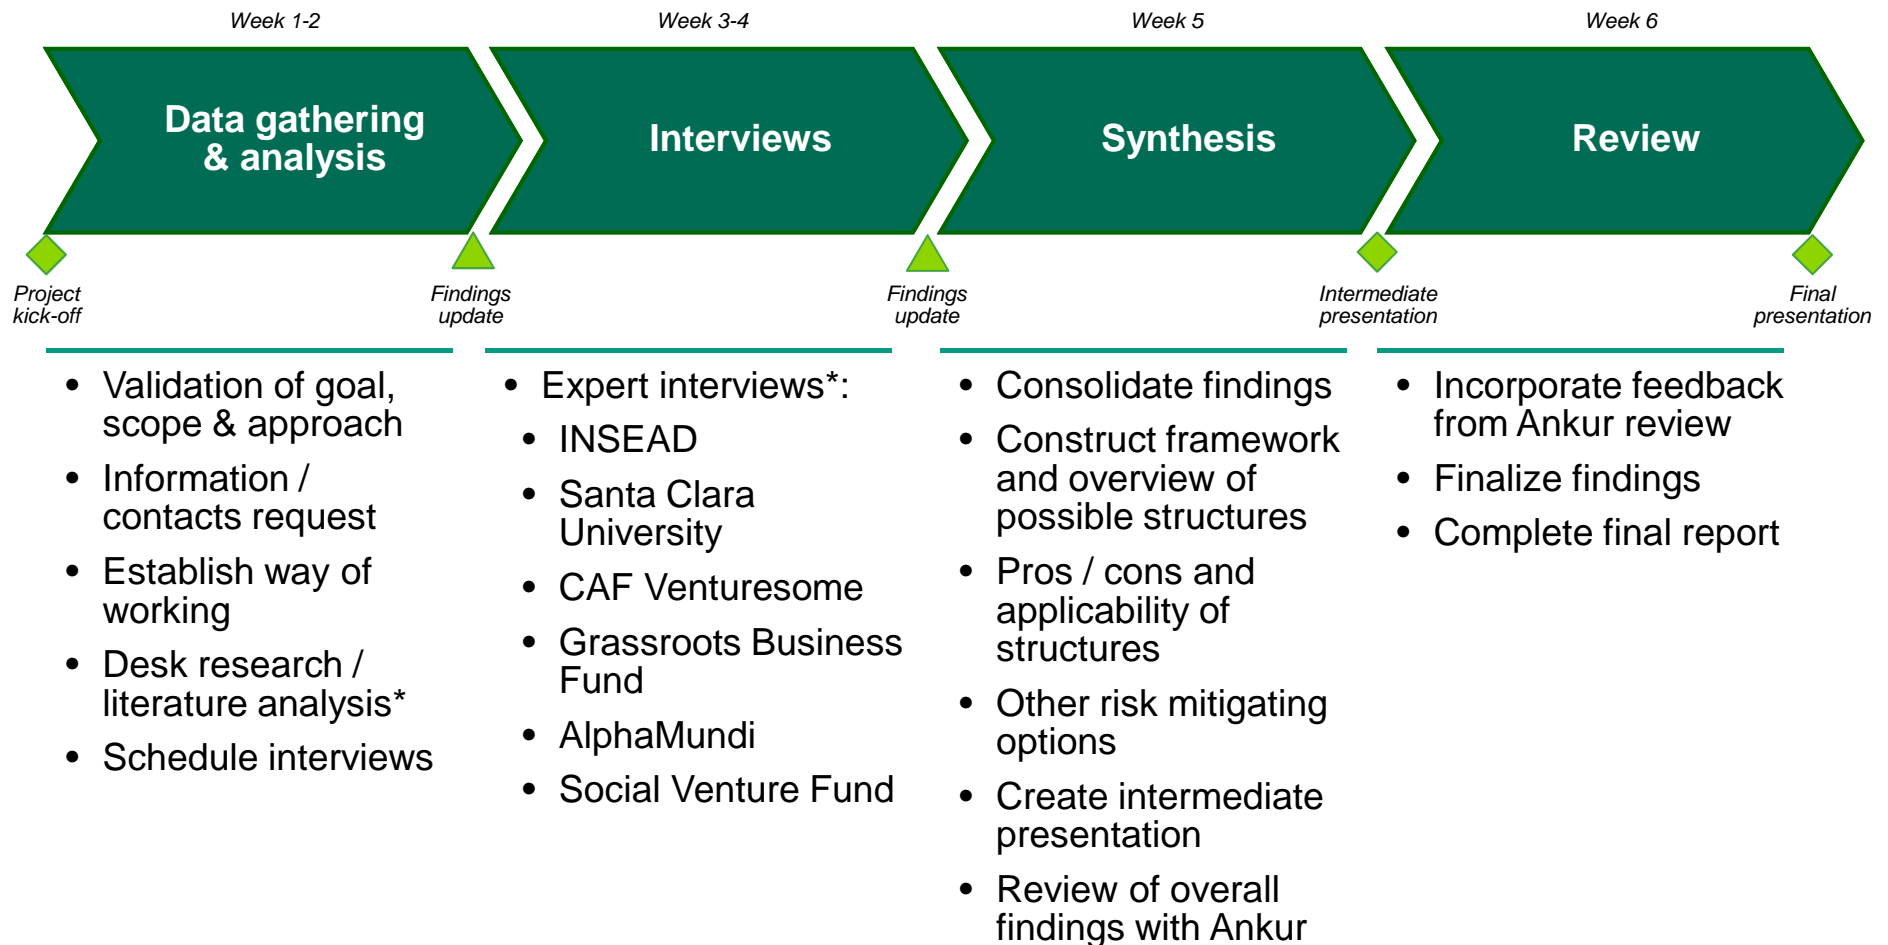 Week 1-2
Week 3-4
Week 5
Week 6
Data gathering
& analysis
Interviews
Synthesis
Review
Project
kick-off
Findings
update
Findings
update
Intermediate
presentation
Final
presentation
• Validation of goal,
scope & approach
• Information /
contacts request
• Establish way of
working
• Desk research /
literature analysis*
• Schedule interviews
• Expert interviews*:
• INSEAD
• Santa Clara
University
• CAF Venturesome
• Grassroots Business
Fund
• AlphaMundi
• Social Venture Fund
• Consolidate findings
• Construct framework
and overview of
possible structures
• Pros / cons and
applicability of
structures
• Other risk mitigating
options
• Create intermediate
presentation
• Review of overall
findings with Ankur
• Incorporate feedback
from Ankur review
• Finalize findings
• Complete final report